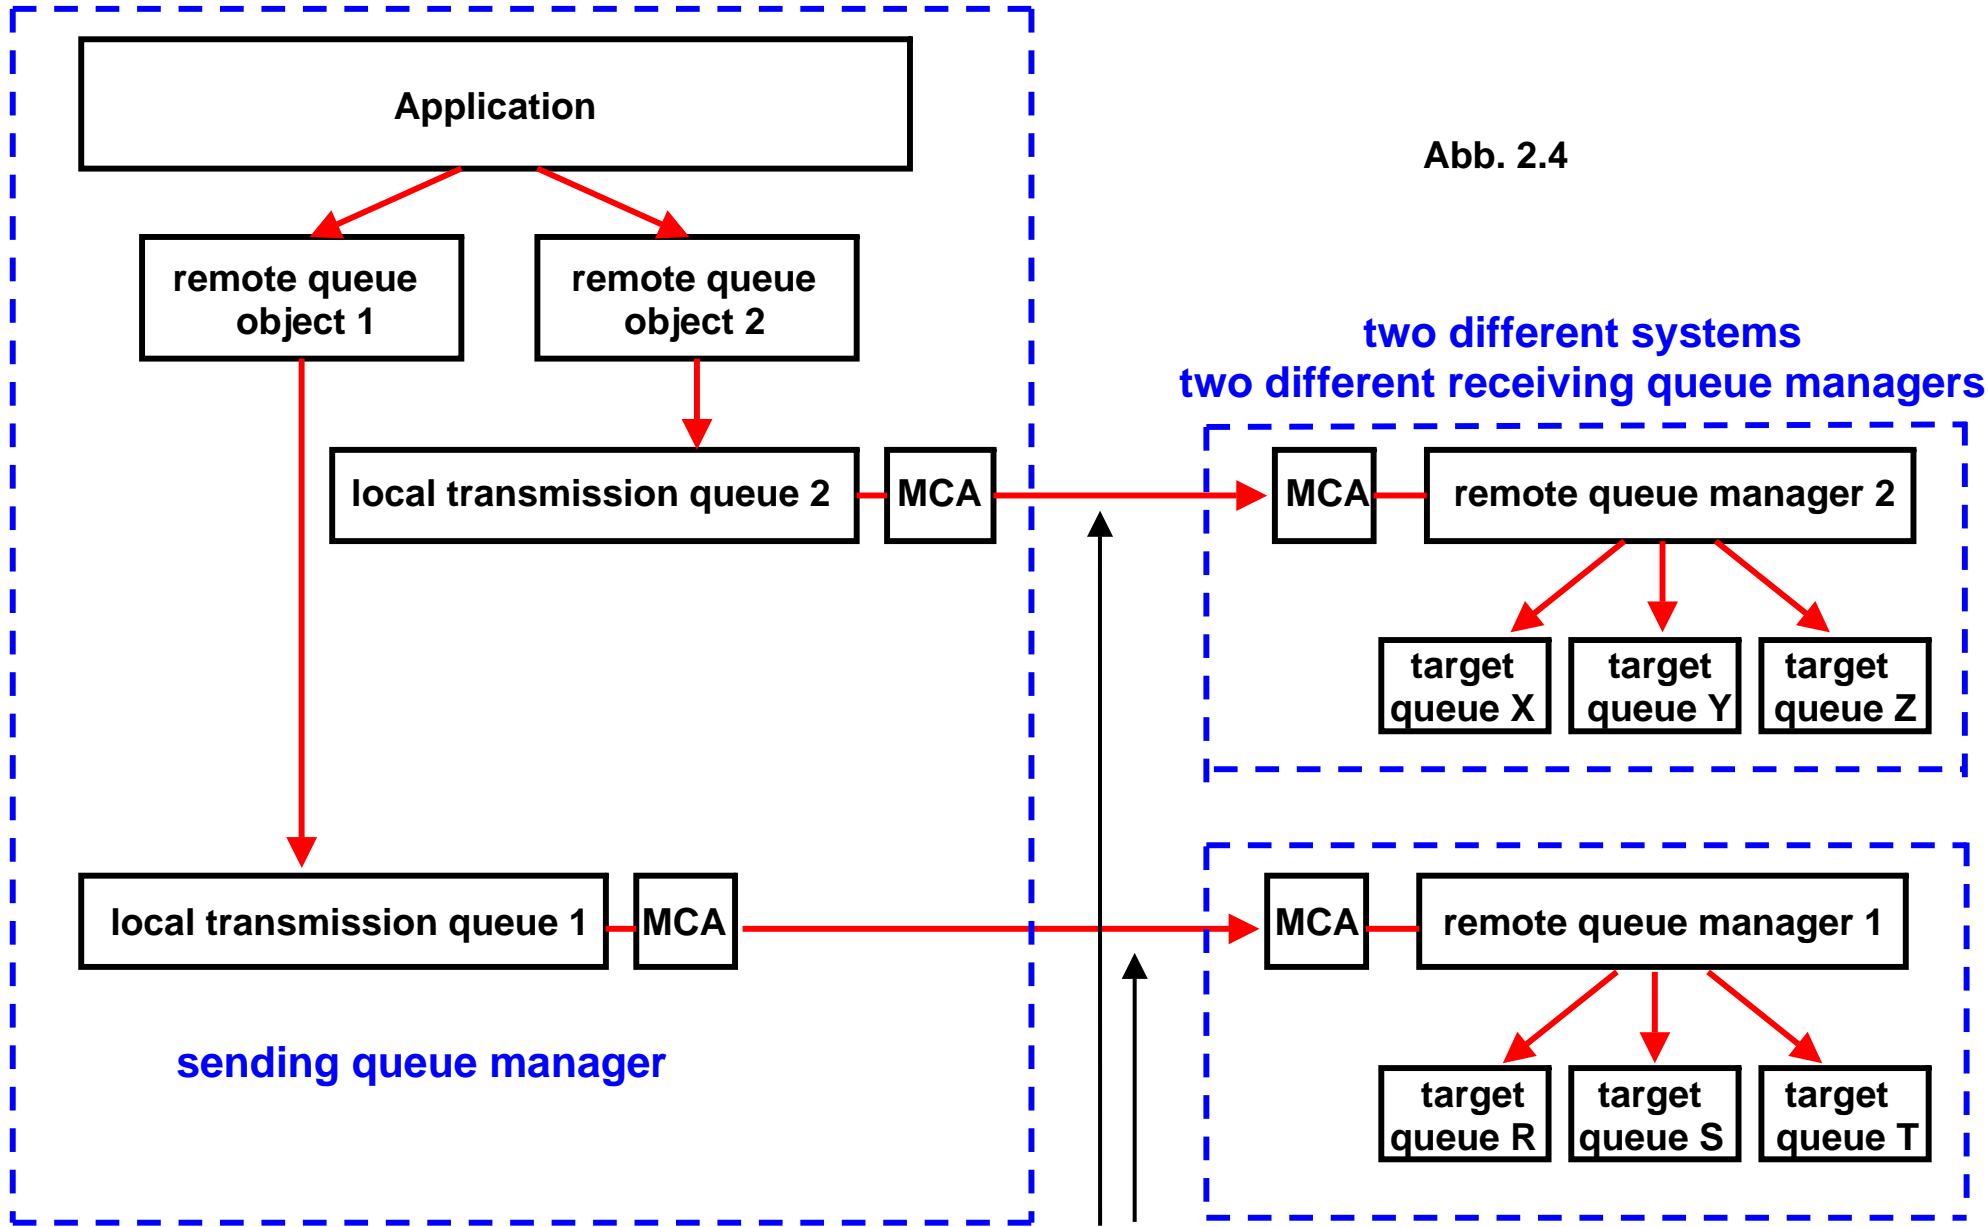 Application
Abb. 2.4
remote queue
object 1
remote queue
object 2
two different systems
two different receiving queue managers
local transmission queue 2
MCA
MCA
remote queue manager 2
target
queue X
target
queue Y
target
queue Z
local transmission queue 1
MCA
MCA
remote queue manager 1
sending queue manager
target
queue R
target
queue S
target
queue T